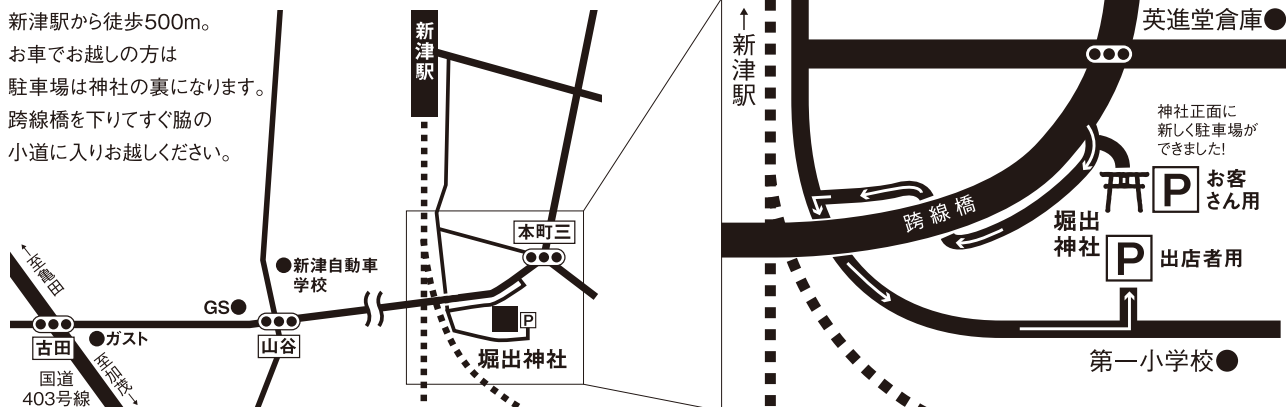 新津駅から徒歩500m。
お車でお越しの方は
駐車場は神社の裏になります。
跨線橋を下りてすぐ脇の
小道に入りお越しください。
新津駅
本町三
新津自動車
学校
GS
至亀田
ガスト
古田
山谷
国道
403号線
至加茂
P
堀出神社
新津駅
英進堂倉庫
神社正面に
新しく駐車場が
できました!
P
お客
さん用
跨線橋
堀出
神社
P
出店者用
第一小学校